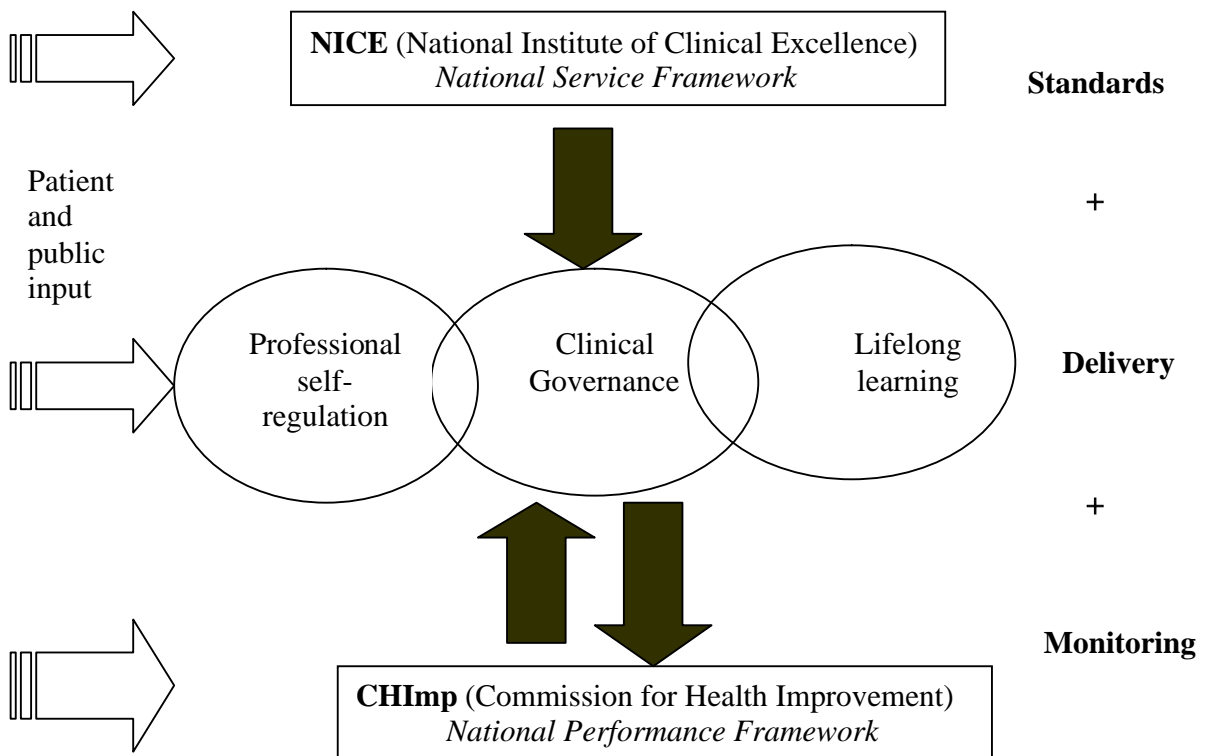 NICE (National Institute of Clinical Excellence)
National Service Framework
Standards
Patient
and
public
input
+
Professional
self-
regulation
Clinical
Governance
Lifelong
learning
Delivery
+
Monitoring
CHImp (Commission for Health Improvement)
National Performance Framework